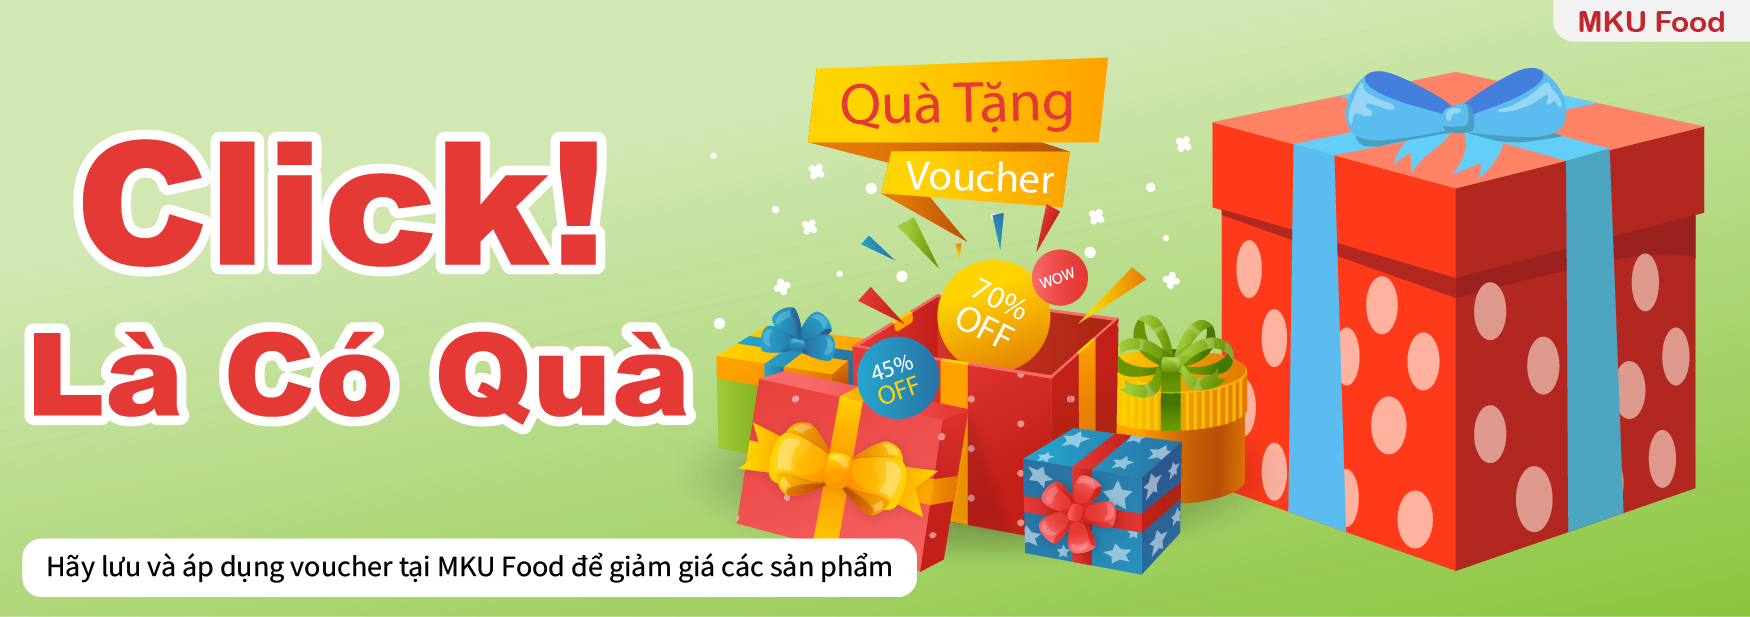 MKU Food
Quà Tặng
Voucher
Click!
Là Có Quà
70%
OFF
WOW
45%
OFF
Hãy lưu và áp dụng voucher tại MKU Food để giảm giá các sản phẩm